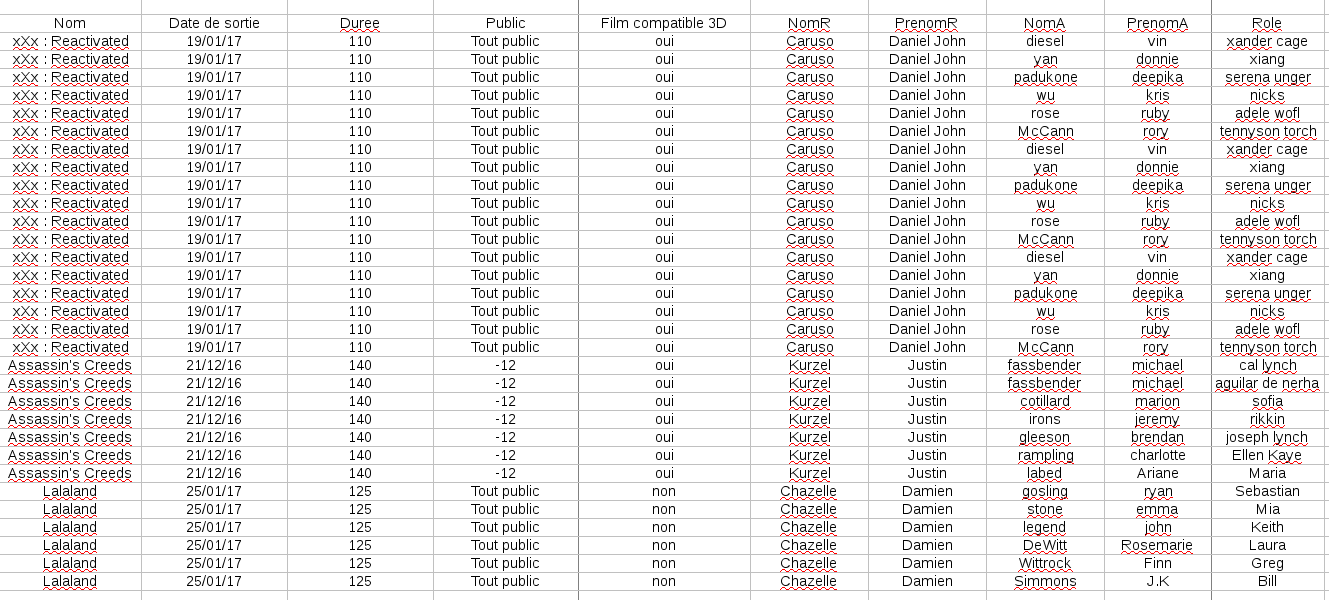 Nom Date de sortie Duree Public Film compatible 3D NomR PrenomR NomA PrenomA Role
xXx : Reactivated 19/01/17 110 Tout public oui Caruso Daniel John diesel vin xander cage
xXx : Reactivated 19/01/17 110 Tout public oui Caruso Daniel John yan donnie xiang
xXx : Reactivated 19/01/17 110 Tout public oui Caruso Daniel John padukone deepika serena unger
xXx : Reactivated 19/01/17 110 Tout public oui Caruso Daniel John wu kris nicks
xXx : Reactivated 19/01/17 110 Tout public oui Caruso Daniel John rose ruby adele wofl
xXx : Reactivated 19/01/17 110 Tout public oui Caruso Daniel John McCann rory tennyson torch
xXx : Reactivated 19/01/17 110 Tout public oui Caruso Daniel John diesel vin xander cage
xXx : Reactivated 19/01/17 110 Tout public oui Caruso Daniel John yan donnie xiang
xXx : Reactivated 19/01/17 110 Tout public oui Caruso Daniel John padukone deepika serena unger
xXx : Reactivated 19/01/17 110 Tout public oui Caruso Daniel John wu kris nicks
xXx : Reactivated 19/01/17 110 Tout public oui Caruso Daniel John rose ruby adele wofl
xXx : Reactivated 19/01/17 110 Tout public oui Caruso Daniel John McCann rory tennyson torch
xXx : Reactivated 19/01/17 110 Tout public oui Caruso Daniel John diesel vin xander cage
xXx : Reactivated 19/01/17 110 Tout public oui Caruso Daniel John yan donnie xiang
xXx : Reactivated 19/01/17 110 Tout public oui Caruso Daniel John padukone deepika serena unger
xXx : Reactivated 19/01/17 110 Tout public oui Caruso Daniel John wu kris nicks
xXx : Reactivated 19/01/17 110 Tout public oui Caruso Daniel John rose ruby adele wofl
xXx : Reactivated 19/01/17 110 Tout public oui Caruso Daniel John McCann rory tennyson torch
Assassin's Creeds 21/12/16 140 -12 oui Kurzel Justin fassbender michael cal lynch
Assassin's Creeds 21/12/16 140 -12 oui Kurzel Justin fassbender michael aguilar de nerha
Assassin's Creeds 21/12/16 140 -12 oui Kurzel Justin cotillard marion sofia
Assassin's Creeds 21/12/16 140 -12 oui Kurzel Justin irons jeremy rikkin
Assassin's Creeds 21/12/16 140 -12 oui Kurzel Justin gleeson brendan joseph lynch
Assassin's Creeds 21/12/16 140 -12 oui Kurzel Justin rampling charlotte Ellen Kaye
Assassin's Creeds 21/12/16 140 -12 oui Kurzel Justin labed Ariane Maria
Lalaland 25/01/17 125 Tout public non Chazelle Damien gosling ryan Sebastian
Lalaland 25/01/17 125 Tout public non Chazelle Damien stone emma Mia
Lalaland 25/01/17 125 Tout public non Chazelle Damien legend john Keith
Lalaland 25/01/17 125 Tout public non Chazelle Damien DeWitt Rosemarie Laura
Lalaland 25/01/17 125 Tout public non Chazelle Damien Wittrock Finn Greg
Lalaland 25/01/17 125 Tout public non Chazelle Damien Simmons J.K Bill